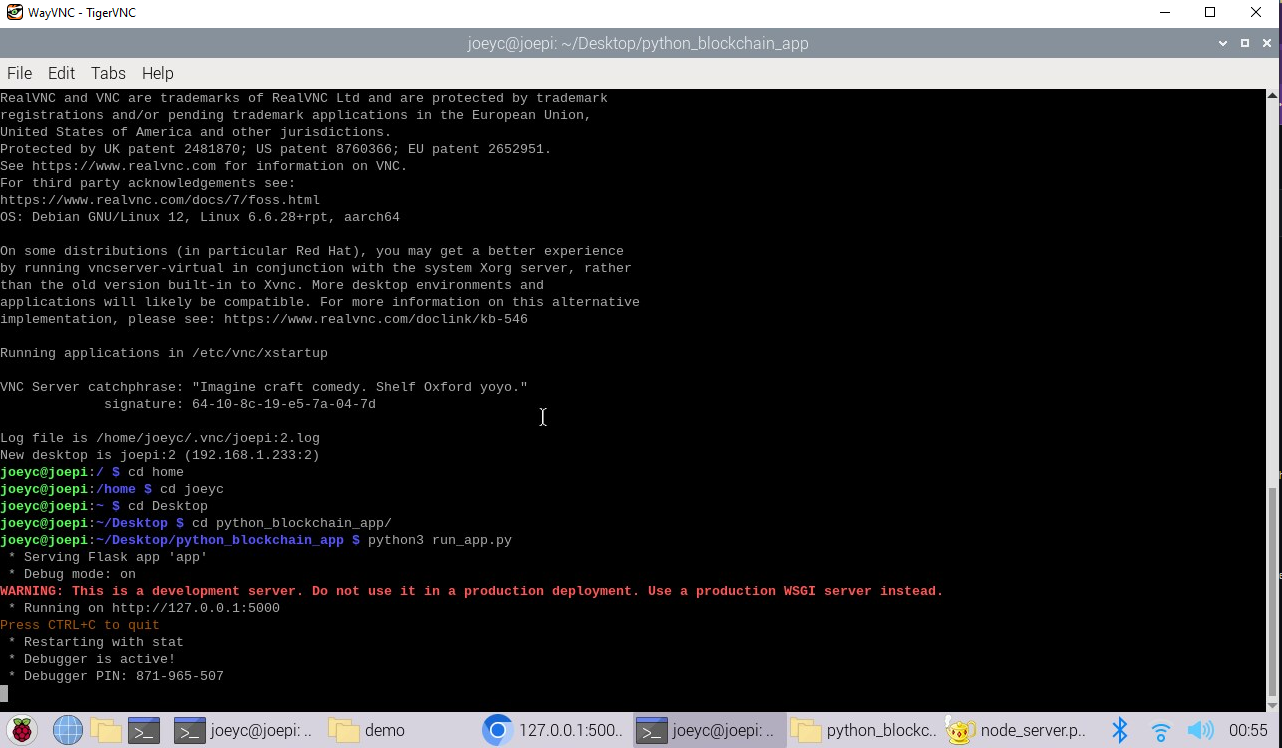 WayVNC - TigerVNC
joeyc@joepi: ~/Desktop/python_blockchain_app
File Edit Tabs Help
RealVNC and VNC are trademarks of RealVNC Ltd and are protected by trademark
registrations and/or pending trademark applications in the European Union,
United States of America and other jurisdictions.
Protected by UK patent 2481870; US patent 8760366; EU patent 2652951.
See https://www.realvnc.com for information on VNC.
For third party acknowledgements see:
https://www.realvnc.com/docs/7/foss.html
OS: Debian GNU/Linux 12, Linux 6.6.28+rpt, aarch64
On some distributions (in particular Red Hat), you may get a better experience
by running vncserver-virtual in conjunction with the system Xorg server, rather
than the old version built-in to Xvnc. More desktop environments and
applications will likely be compatible. For more information on this alternative
implementation, please see: https://www.realvnc.com/doclink/kb-546
Running applications in /etc/vnc/xstartup
VNC Server catchphrase: "Imagine craft comedy. Shelf Oxford yoyo."
signature: 64-10-8c-19-e5-7a-04-7d
Log file is /home/joeyc/.vnc/joepi:2.log
New desktop is joepi:2 (192.168.1.233:2)
joeyc@joepi:/ $ cd home
joeyc@joepi:/home $ cd joeyc
joeyc@joepi:~ $ cd Desktop
joeyc@joepi:~/Desktop $ cd python_blockchain_app/
joeyc@joepi:~/Desktop/python_blockchain_app $ python3 run_app.py
* Serving Flask app 'app'
* Debug mode: on
WARNING: This is a development server. Do not use it in a production deployment. Use a production WSGI server instead.
* Running on http://127.0.0.1:5000
Press CTRL+C to quit
* Restarting with stat
* Debugger is active!
* Debugger PIN: 871-965-507
joeyc@joepi: .. demo 127.0.0.1:500.. joeyc@joepi: .. python_blockc.. node_server.p.. 00:55